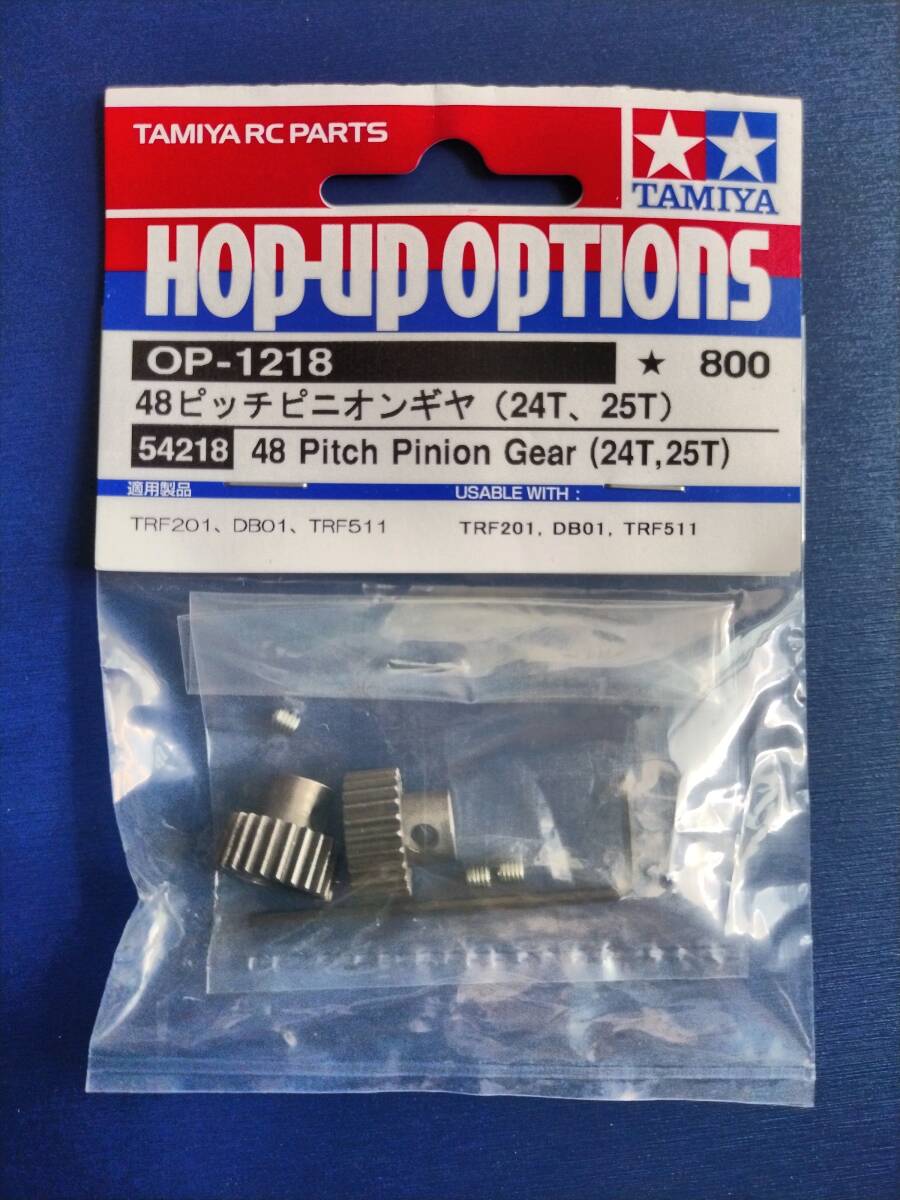 TAMIYA RC PARTS
TAMIYA
HOP-UP OPTIONS
OP-1218 ★ 800
48ピッチピニオンギヤ（24T、25T）
54218 48 Pitch Pinion Gear (24T,25T)
適用製品 USABLE WITH :
TRF201、DB01、TRF511 TRF201, DB01, TRF511